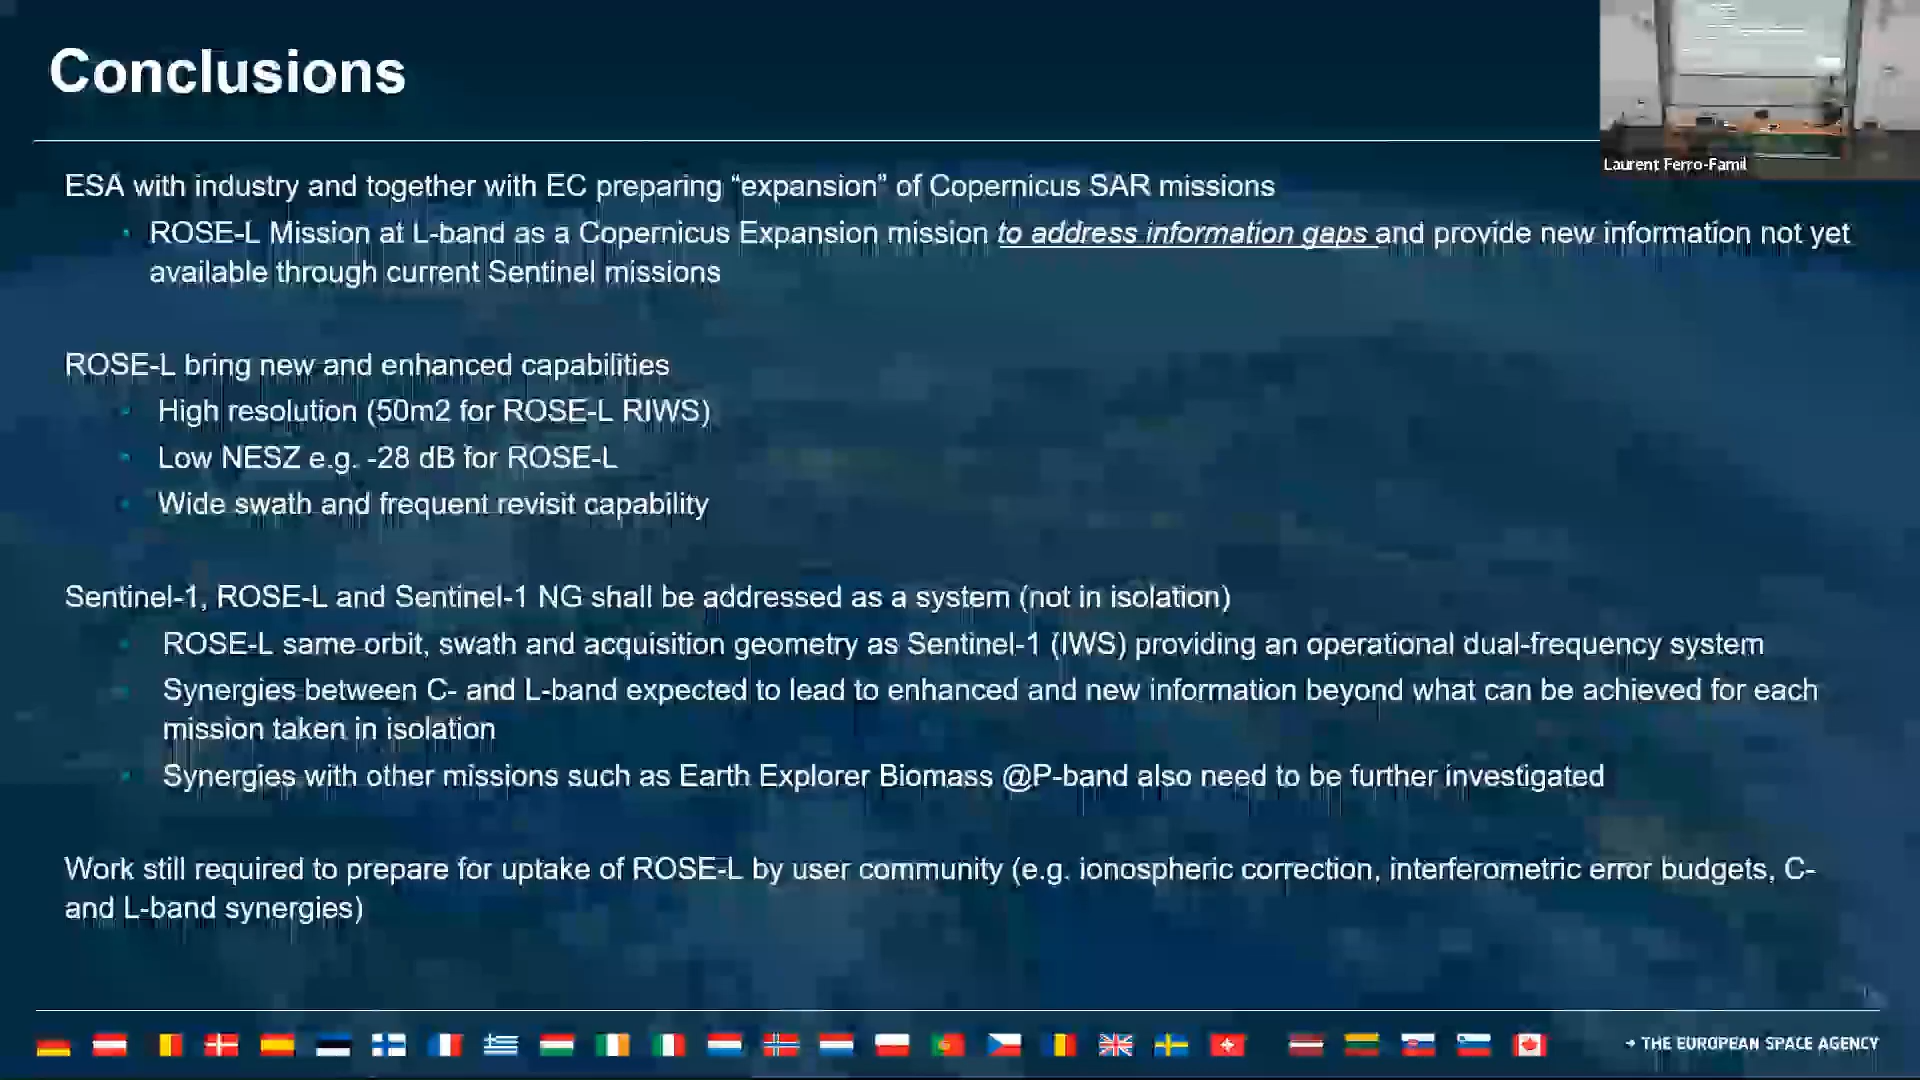 Conclusions
Laurent Ferro-Famil
ESA with industry and together with EC preparing “expansion” of Copernicus SAR missions
· ROSE-L Mission at L-band as a Copernicus Expansion mission to address information gaps and provide new information not yet
available through current Sentinel missions
ROSE-L bring new and enhanced capabilities
· High resolution (50m2 for ROSE-L RIWS)
· Low NESZ e.g. -28 dB for ROSE-L
· Wide swath and frequent revisit capability
Sentinel-1, ROSE-L and Sentinel-1 NG shall be addressed as a system (not in isolation)
· ROSE-L same orbit, swath and acquisition geometry as Sentinel-1 (IWS) providing an operational dual-frequency system
· Synergies between C- and L-band expected to lead to enhanced and new information beyond what can be achieved for each
mission taken in isolation
· Synergies with other missions such as Earth Explorer Biomass @P-band also need to be further investigated
Work still required to prepare for uptake of ROSE-L by user community (e.g. ionospheric correction, interferometric error budgets, C-
and L-band synergies)
→ THE EUROPEAN SPACE AGENCY